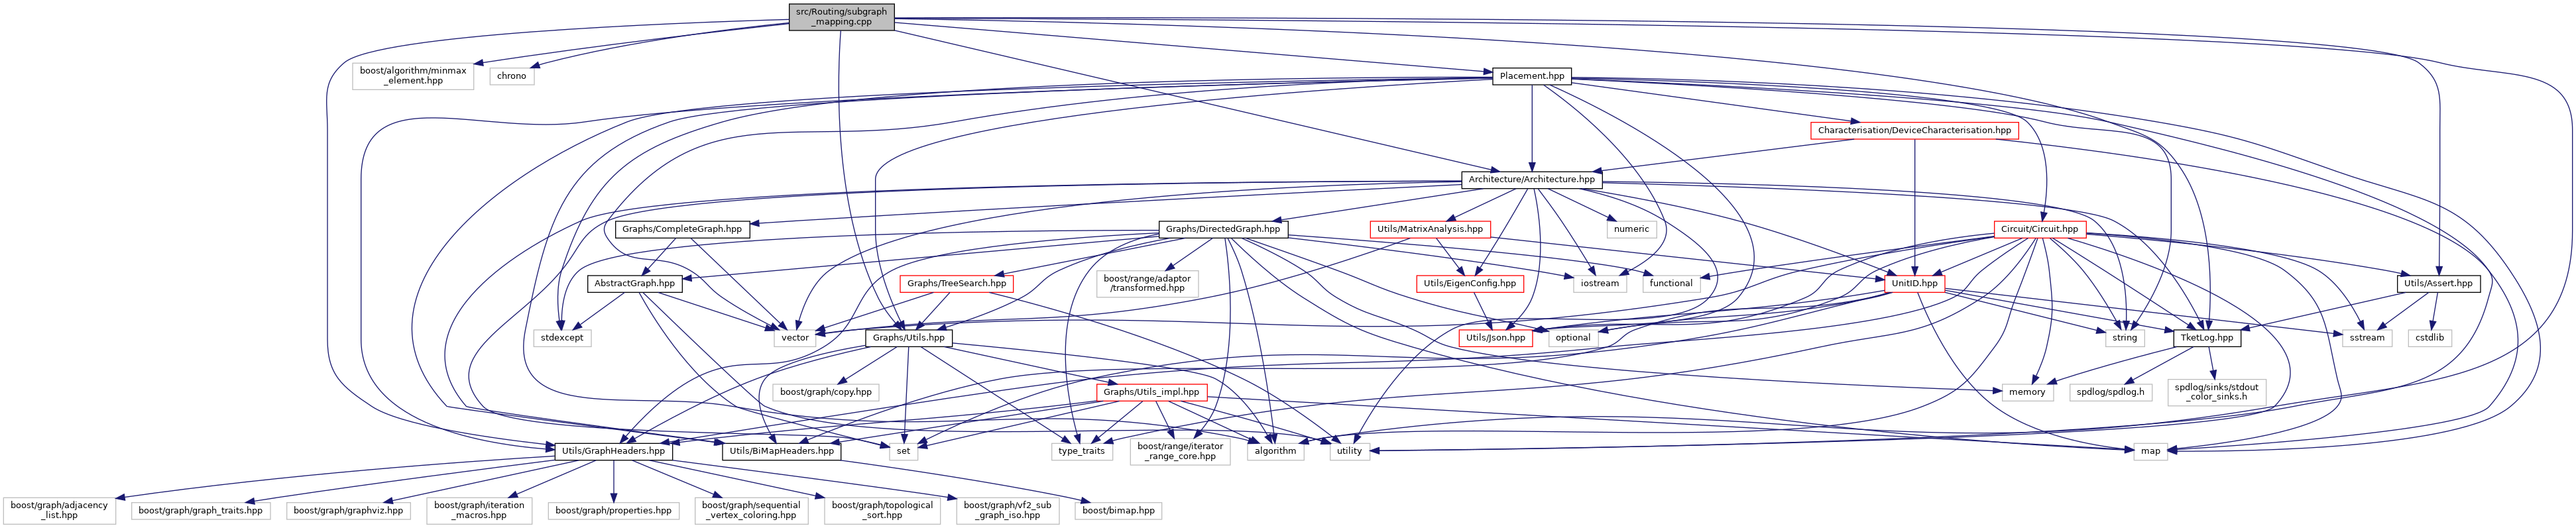 src/Routing/subgraph
_mapping.cpp
boost/algorithm/minmax
_element.hpp
chrono
Placement.hpp
Characterisation/DeviceCharacterisation.hpp
Architecture/Architecture.hpp
Graphs/CompleteGraph.hpp
Graphs/DirectedGraph.hpp
Utils/MatrixAnalysis.hpp
numeric
Circuit/Circuit.hpp
AbstractGraph.hpp
Graphs/TreeSearch.hpp
boost/range/adaptor
/transformed.hpp
Utils/EigenConfig.hpp
iostream
functional
UnitID.hpp
Utils/Assert.hpp
stdexcept
vector
Graphs/Utils.hpp
Utils/Json.hpp
optional
string
TketLog.hpp
sstream
cstdlib
boost/graph/copy.hpp
Graphs/Utils_impl.hpp
memory
spdlog/spdlog.h
spdlog/sinks/stdout
_color_sinks.h
Utils/GraphHeaders.hpp
Utils/BiMapHeaders.hpp
set
type_traits
boost/range/iterator
_range_core.hpp
algorithm
utility
map
boost/graph/adjacency
_list.hpp
boost/graph/graph_traits.hpp
boost/graph/graphviz.hpp
boost/graph/iteration
_macros.hpp
boost/graph/properties.hpp
boost/graph/sequential
_vertex_coloring.hpp
boost/graph/topological
_sort.hpp
boost/graph/vf2_sub
_graph_iso.hpp
boost/bimap.hpp